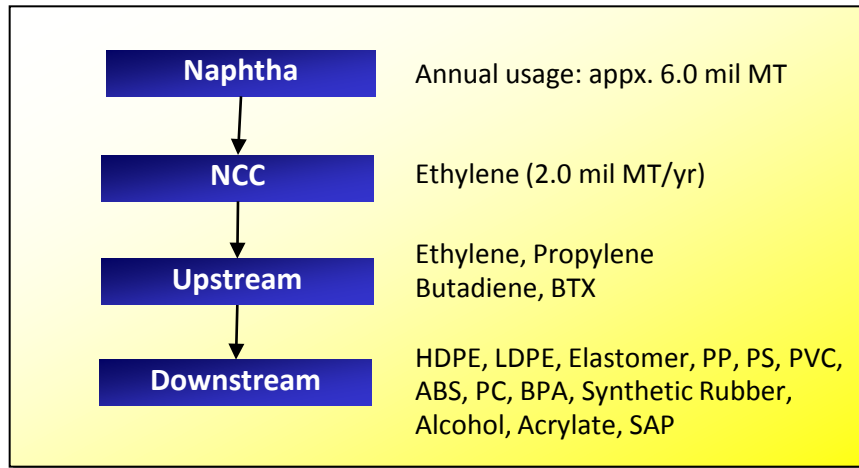 Naphtha
Annual usage: appx. 6.0 mil MT
NCC
Ethylene (2.0 mil MT/yr)
Upstream
Ethylene, Propylene
Butadiene, BTX
Downstream
HDPE, LDPE, Elastomer, PP, PS, PVC,
ABS, PC, BPA, Synthetic Rubber,
Alcohol, Acrylate, SAP